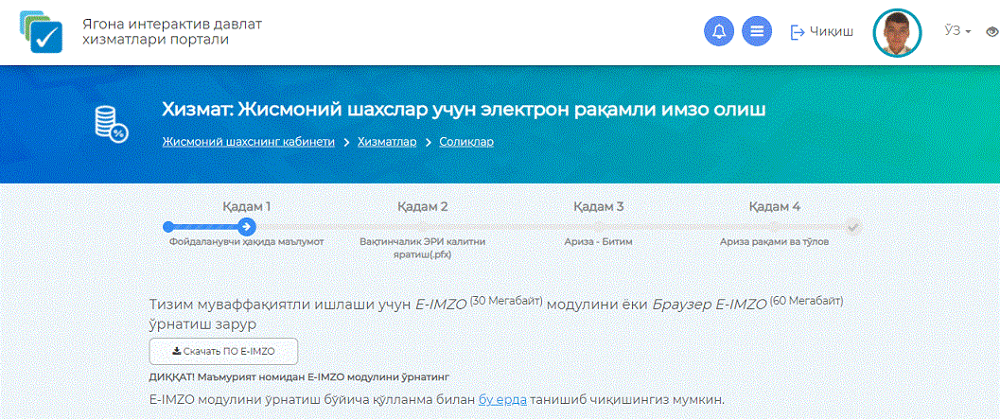 Ягона интерактив давлат
хизматлари портали
Чиқиш
ЎЗ
Хизмат: Жисмоний шахслар учун электрон рақамли имзо олиш
Жисмоний шахснинг кабинети > Хизматлар > Солиқлар
Қадам 1 Қадам 2 Қадам 3 Қадам 4
Фойдаланувчи ҳақида маълумот
Вақтинчалик ЭРИ калитни
яратиш(.pfx)
Ариза - Битим
Ариза рақами ва тўлов
Тизим муваффақиятли ишлаши учун E-IMZO (30 Мегабайт) модулини ёки Браузер E-IMZO (60 Мегабайт)
ўрнатиш зарур
Скачать ПО E-IMZO
ДИҚҚАТ! Маъмурият номидан E-IMZO модулини ўрнатинг
E-IMZO модулини ўрнатиш бўйича қўлланма билан бу ерда танишиб чиқишингиз мумкин.